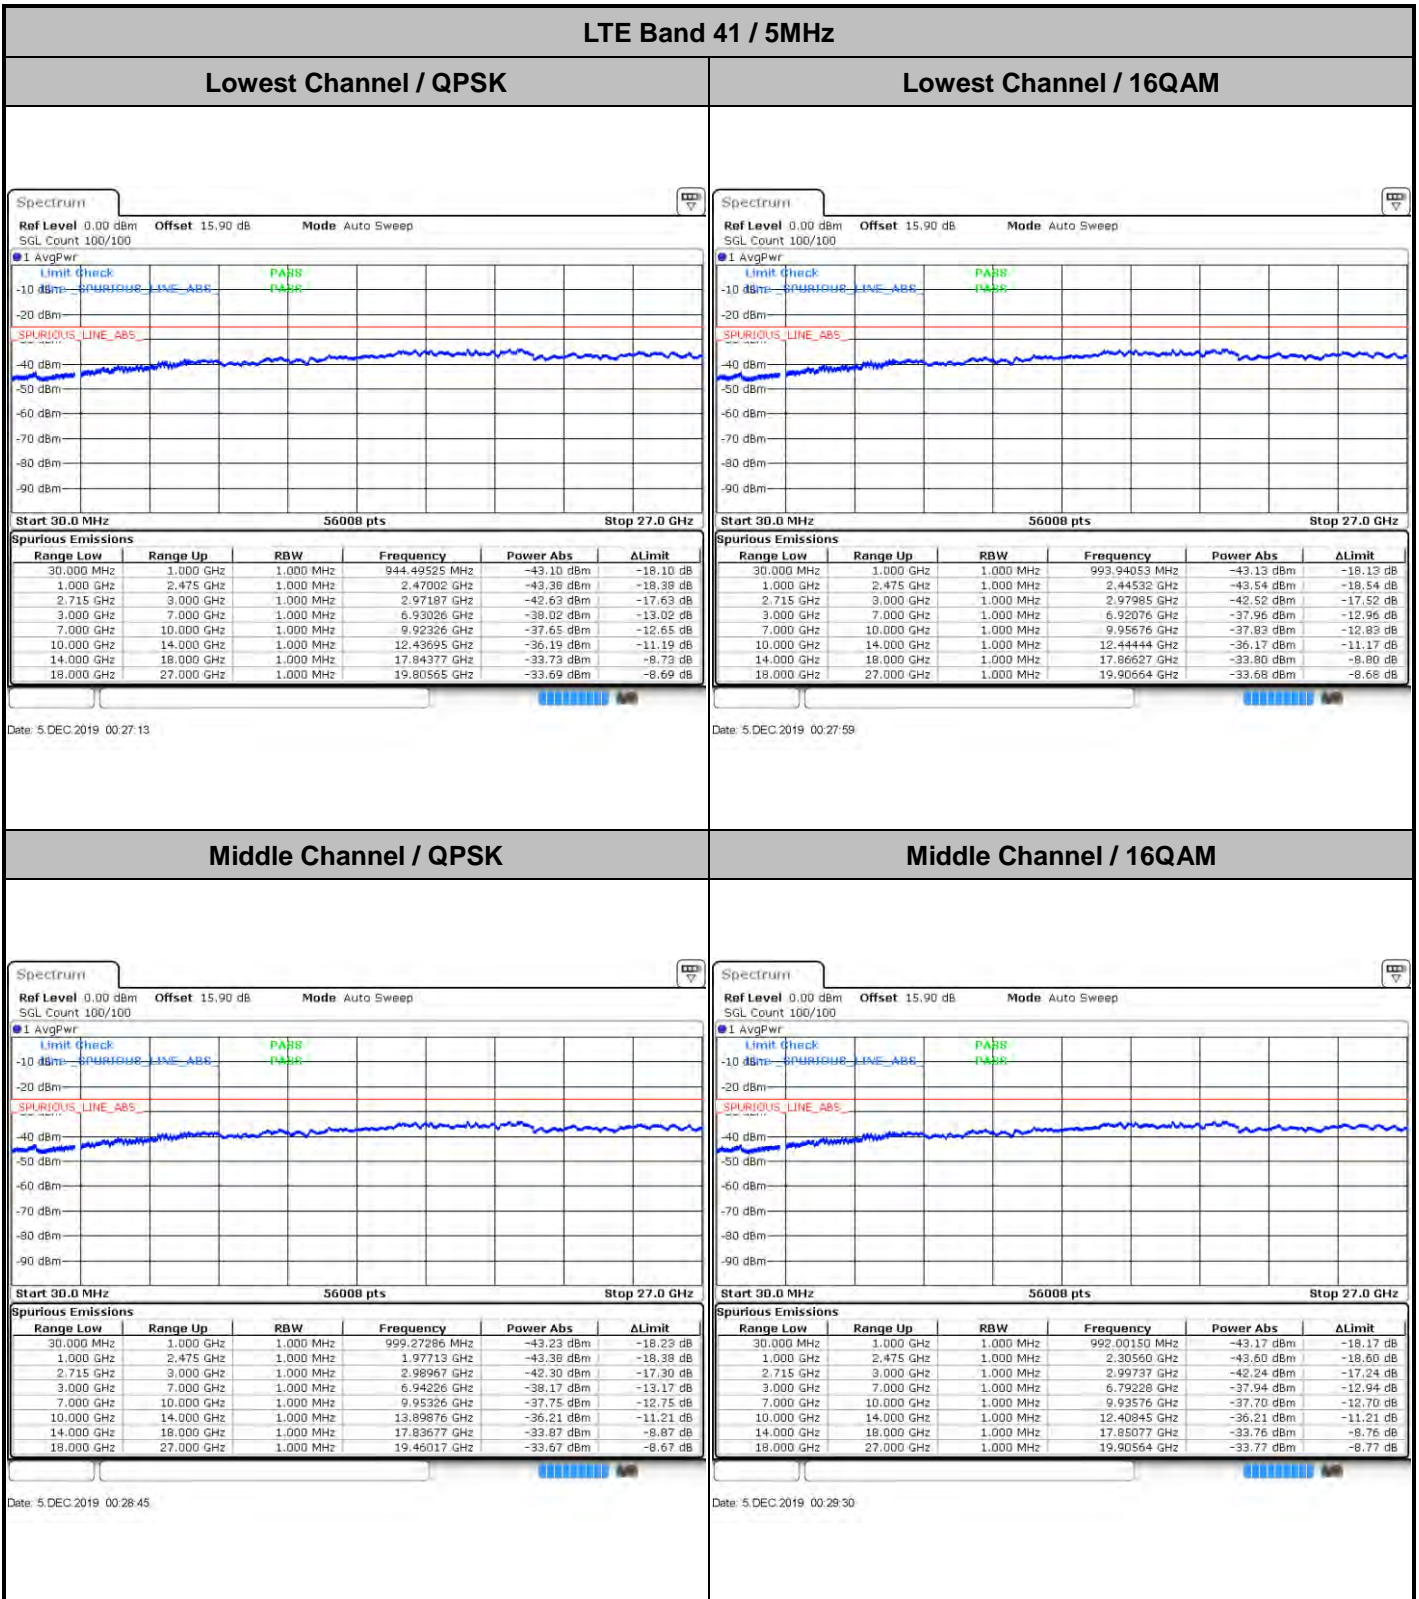 LTE Band 41 / 5MHz
Lowest Channel / QPSK
Lowest Channel / 16QAM
Spectrum
Ref Level 0.00 dBm Offset 15.90 dB Mode Auto Sweep
SGL Count 100/100
1 AvgPwr
Limit Check PASS
Line _SPURIOUS_LINE_ABS_ PASS
-10 dBm
-20 dBm
_SPURIOUS_LINE_ABS_
-40 dBm
-50 dBm
-60 dBm
-70 dBm
-80 dBm
-90 dBm
Start 30.0 MHz 56008 pts Stop 27.0 GHz
Spurious Emissions
Range Low Range Up RBW Frequency Power Abs ΔLimit
30.000 MHz 1.000 GHz 1.000 MHz 944.49525 MHz -43.10 dBm -18.10 dB
1.000 GHz 2.475 GHz 1.000 MHz 2.47002 GHz -43.38 dBm -18.38 dB
2.715 GHz 3.000 GHz 1.000 MHz 2.97187 GHz -42.63 dBm -17.63 dB
3.000 GHz 7.000 GHz 1.000 MHz 6.93026 GHz -38.02 dBm -13.02 dB
7.000 GHz 10.000 GHz 1.000 MHz 9.92326 GHz -37.65 dBm -12.65 dB
10.000 GHz 14.000 GHz 1.000 MHz 12.43695 GHz -36.19 dBm -11.19 dB
14.000 GHz 18.000 GHz 1.000 MHz 17.84377 GHz -33.73 dBm -8.73 dB
18.000 GHz 27.000 GHz 1.000 MHz 19.80565 GHz -33.69 dBm -8.69 dB
Date: 5.DEC.2019 00:27:13
Spectrum
Ref Level 0.00 dBm Offset 15.90 dB Mode Auto Sweep
SGL Count 100/100
1 AvgPwr
Limit Check PASS
Line _SPURIOUS_LINE_ABS_ PASS
-10 dBm
-20 dBm
_SPURIOUS_LINE_ABS_
-40 dBm
-50 dBm
-60 dBm
-70 dBm
-80 dBm
-90 dBm
Start 30.0 MHz 56008 pts Stop 27.0 GHz
Spurious Emissions
Range Low Range Up RBW Frequency Power Abs ΔLimit
30.000 MHz 1.000 GHz 1.000 MHz 993.94053 MHz -43.13 dBm -18.13 dB
1.000 GHz 2.475 GHz 1.000 MHz 2.44532 GHz -43.54 dBm -18.54 dB
2.715 GHz 3.000 GHz 1.000 MHz 2.97985 GHz -42.52 dBm -17.52 dB
3.000 GHz 7.000 GHz 1.000 MHz 6.92076 GHz -37.96 dBm -12.96 dB
7.000 GHz 10.000 GHz 1.000 MHz 9.95676 GHz -37.83 dBm -12.83 dB
10.000 GHz 14.000 GHz 1.000 MHz 12.44444 GHz -36.17 dBm -11.17 dB
14.000 GHz 18.000 GHz 1.000 MHz 17.86627 GHz -33.80 dBm -8.80 dB
18.000 GHz 27.000 GHz 1.000 MHz 19.90664 GHz -33.68 dBm -8.68 dB
Date: 5.DEC.2019 00:27:59
Middle Channel / QPSK
Middle Channel / 16QAM
Spectrum
Ref Level 0.00 dBm Offset 15.90 dB Mode Auto Sweep
SGL Count 100/100
1 AvgPwr
Limit Check PASS
Line _SPURIOUS_LINE_ABS_ PASS
-10 dBm
-20 dBm
_SPURIOUS_LINE_ABS_
-40 dBm
-50 dBm
-60 dBm
-70 dBm
-80 dBm
-90 dBm
Start 30.0 MHz 56008 pts Stop 27.0 GHz
Spurious Emissions
Range Low Range Up RBW Frequency Power Abs ΔLimit
30.000 MHz 1.000 GHz 1.000 MHz 999.27286 MHz -43.23 dBm -18.23 dB
1.000 GHz 2.475 GHz 1.000 MHz 1.97713 GHz -43.38 dBm -18.38 dB
2.715 GHz 3.000 GHz 1.000 MHz 2.98967 GHz -42.30 dBm -17.30 dB
3.000 GHz 7.000 GHz 1.000 MHz 6.94226 GHz -38.17 dBm -13.17 dB
7.000 GHz 10.000 GHz 1.000 MHz 9.95326 GHz -37.75 dBm -12.75 dB
10.000 GHz 14.000 GHz 1.000 MHz 13.89876 GHz -36.21 dBm -11.21 dB
14.000 GHz 18.000 GHz 1.000 MHz 17.83677 GHz -33.87 dBm -8.87 dB
18.000 GHz 27.000 GHz 1.000 MHz 19.46017 GHz -33.67 dBm -8.67 dB
Date: 5.DEC.2019 00:28:45
Spectrum
Ref Level 0.00 dBm Offset 15.90 dB Mode Auto Sweep
SGL Count 100/100
1 AvgPwr
Limit Check PASS
Line _SPURIOUS_LINE_ABS_ PASS
-10 dBm
-20 dBm
_SPURIOUS_LINE_ABS_
-40 dBm
-50 dBm
-60 dBm
-70 dBm
-80 dBm
-90 dBm
Start 30.0 MHz 56008 pts Stop 27.0 GHz
Spurious Emissions
Range Low Range Up RBW Frequency Power Abs ΔLimit
30.000 MHz 1.000 GHz 1.000 MHz 992.00150 MHz -43.17 dBm -18.17 dB
1.000 GHz 2.475 GHz 1.000 MHz 2.30560 GHz -43.60 dBm -18.60 dB
2.715 GHz 3.000 GHz 1.000 MHz 2.99737 GHz -42.24 dBm -17.24 dB
3.000 GHz 7.000 GHz 1.000 MHz 6.79228 GHz -37.94 dBm -12.94 dB
7.000 GHz 10.000 GHz 1.000 MHz 9.93576 GHz -37.70 dBm -12.70 dB
10.000 GHz 14.000 GHz 1.000 MHz 12.40845 GHz -36.21 dBm -11.21 dB
14.000 GHz 18.000 GHz 1.000 MHz 17.85077 GHz -33.76 dBm -8.76 dB
18.000 GHz 27.000 GHz 1.000 MHz 19.90564 GHz -33.77 dBm -8.77 dB
Date: 5.DEC.2019 00:29:30